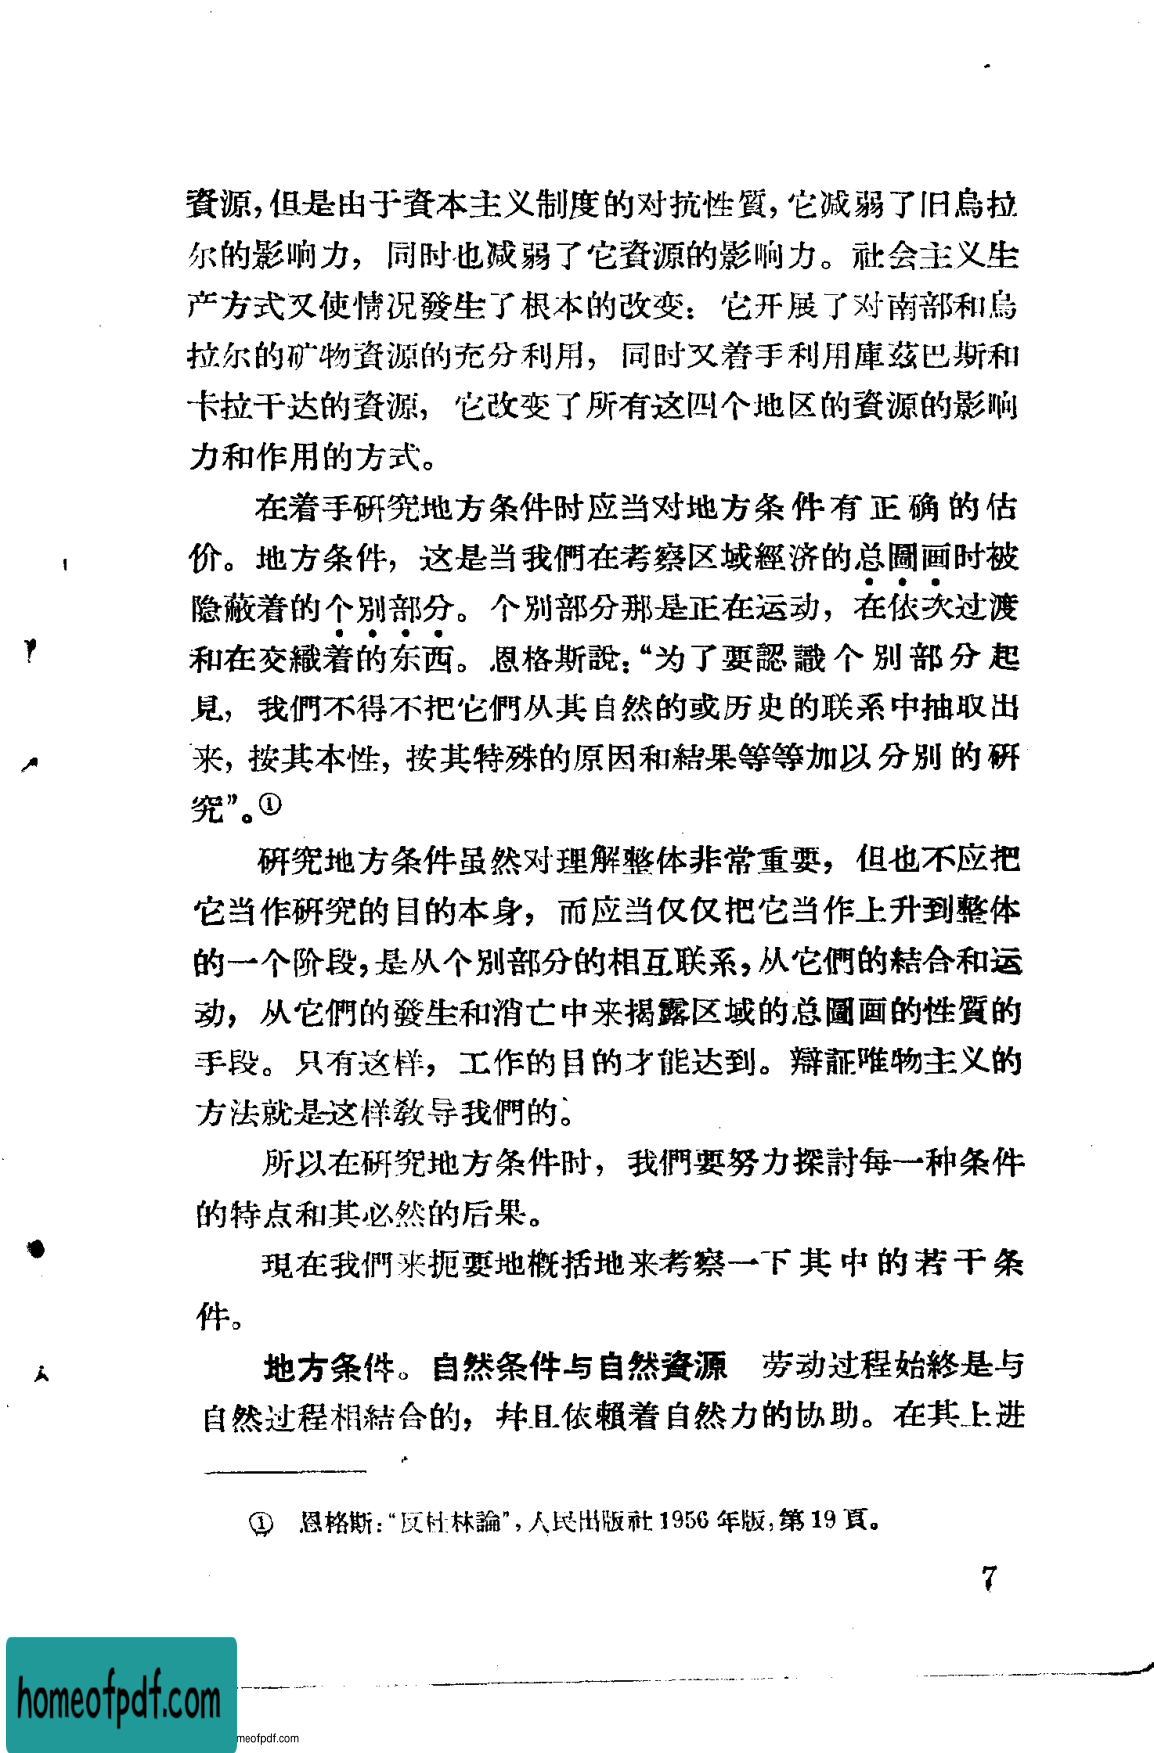 資源，但是由于資本主义制度的对抗性質，它减弱了旧烏拉
尔的影响力，同时也减弱了它資源的影响力。社会主义生
产方式又使情况發生了根本的改变：它开展了对南部和烏
拉尔的矿物資源的充分利用，同时又着手利用庫茲巴斯和
卡拉干达的資源，它改变了所有这四个地区的資源的影响
力和作用的方式。
在着手研究地方条件时应当对地方条件有正确的估
价。地方条件，这是当我們在考察区域經济的总圖画时被
隐蔽着的个别部分。个别部分那是正在运动，在依次过渡
和在交織着的东西。恩格斯說：“为了要認識个别部分起
見，我們不得不把它們从其自然的或历史的联系中抽取出
来，按其本性，按其特殊的原因和結果等等加以分别的研
究”。①
研究地方条件虽然对理解整体非常重要，但也不应把
它当作研究的目的本身，而应当仅仅把它当作上升到整体
的一个阶段，是从个别部分的相互联系，从它們的結合和运
动，从它們的發生和消亡中来揭露区域的总圖画的性質的
手段。只有这样，工作的目的才能达到。辯証唯物主义的
方法就是这样敎导我們的。
所以在研究地方条件时，我們要努力探討每一种条件
的特点和其必然的后果。
現在我們来扼要地概括地来考察一下其中的若干条
件。
地方条件。自然条件与自然資源　劳动过程始終是与
自然过程相結合的，幷且依賴着自然力的协助。在其上进
① 恩格斯：“反杜林論”，人民出版社1956年版，第19頁。
7
homeofpdf.com
meofpdf.com